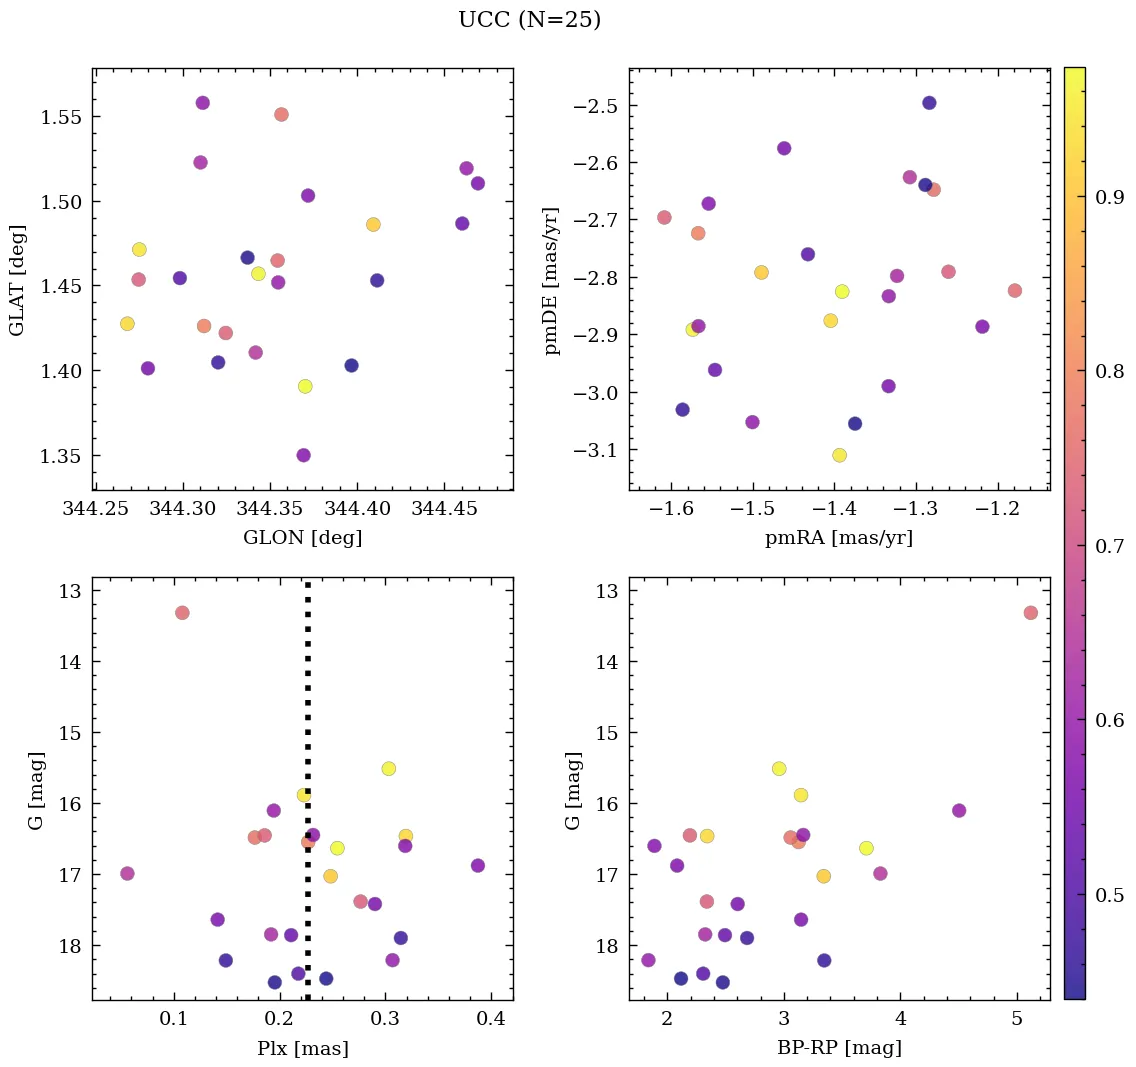 UCC (N=25)
1.55
1.50
1.45
1.40
1.35
GLAT [deg]
344.25 344.30 344.35 344.40 344.45
GLON [deg]
−2.5
−2.6
−2.7
−2.8
−2.9
−3.0
−3.1
pmDE [mas/yr]
−1.6 −1.5 −1.4 −1.3 −1.2
pmRA [mas/yr]
0.9
0.8
0.7
0.6
0.5
13
14
15
16
17
18
G [mag]
0.1 0.2 0.3 0.4
Plx [mas]
13
14
15
16
17
18
G [mag]
2 3 4 5
BP-RP [mag]